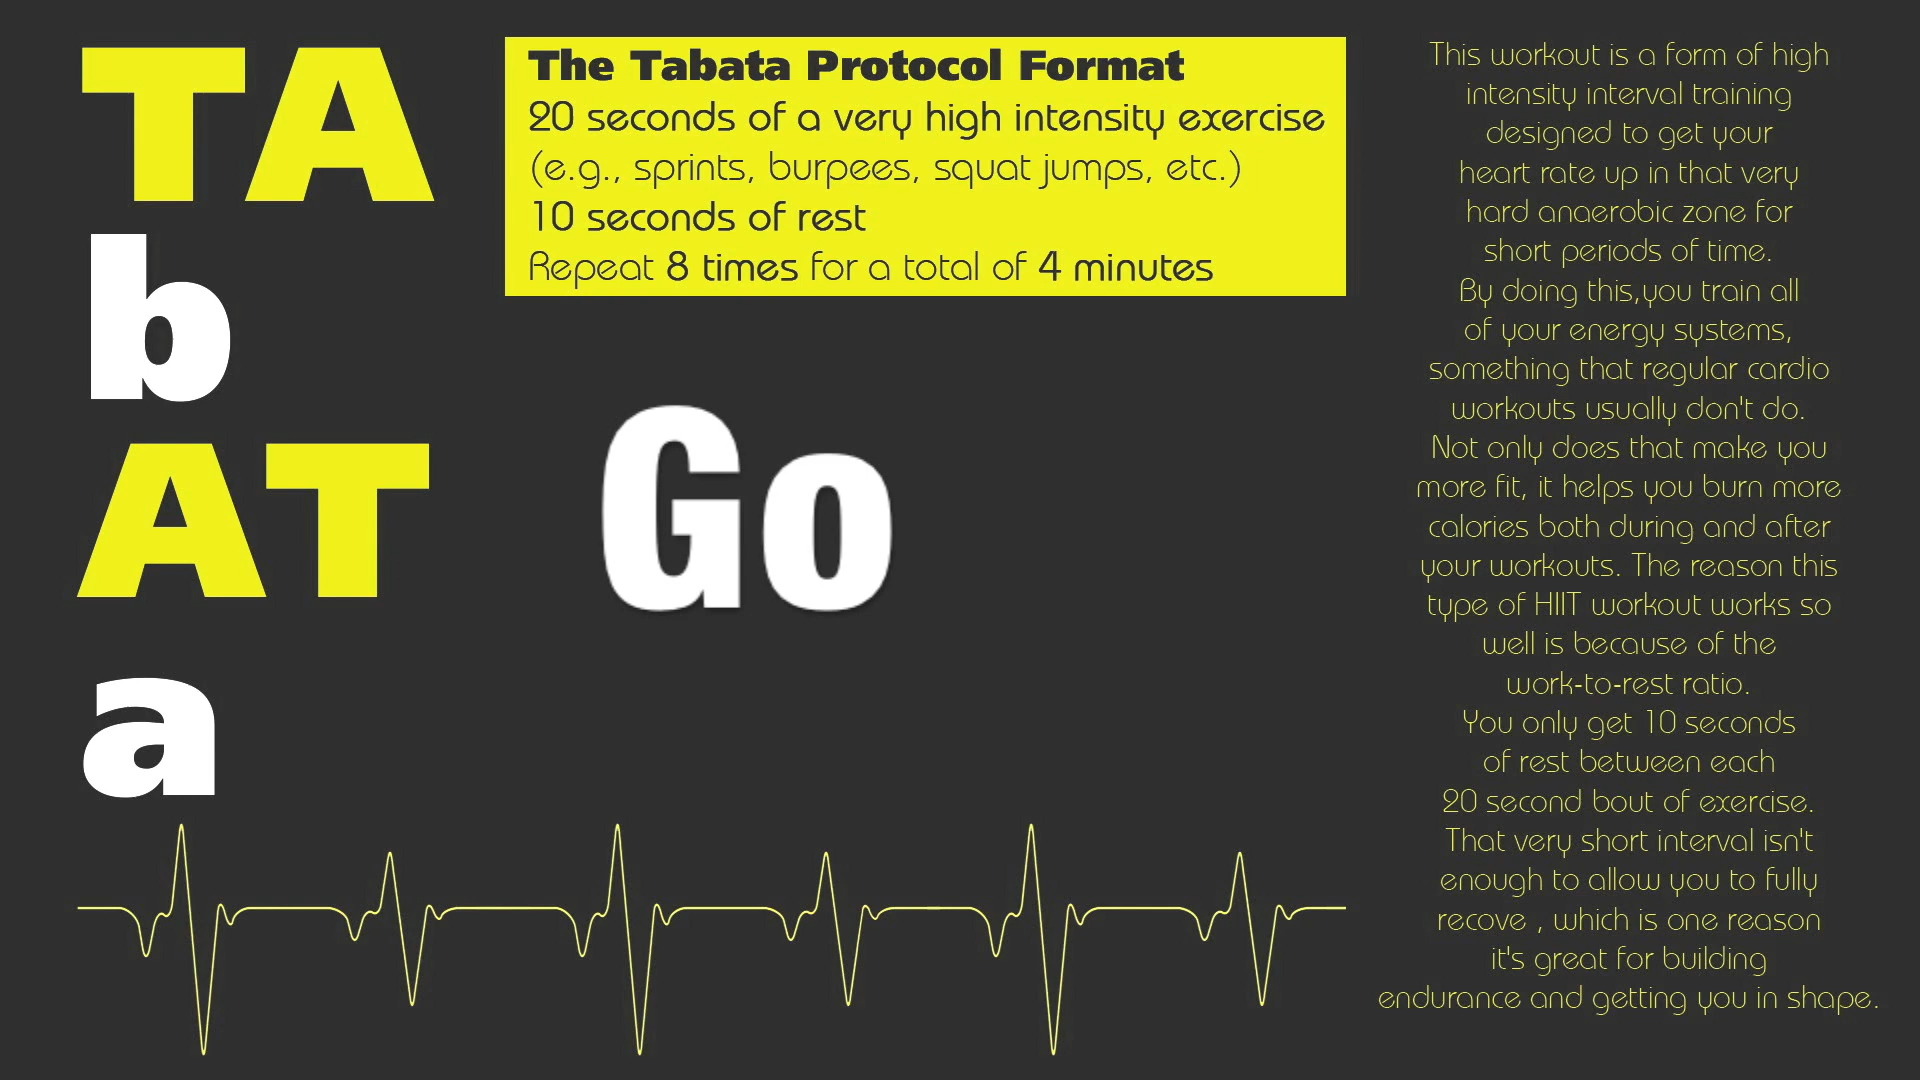 TA
b
AT
a
The Tabata Protocol Format
20 seconds of a very high intensity exercise
(e.g., sprints, burpees, squat jumps, etc.)
10 seconds of rest
Repeat 8 times for a total of 4 minutes
Go
This workout is a form of high
intensity interval training
designed to get your
heart rate up in that very
hard anaerobic zone for
short periods of time.
By doing this,you train all
of your energy systems,
something that regular cardio
workouts usually don't do.
Not only does that make you
more fit, it helps you burn more
calories both during and after
your workouts. The reason this
type of HIIT workout works so
well is because of the
work-to-rest ratio.
You only get 10 seconds
of rest between each
20 second bout of exercise.
That very short interval isn't
enough to allow you to fully
recove , which is one reason
it's great for building
endurance and getting you in shape.